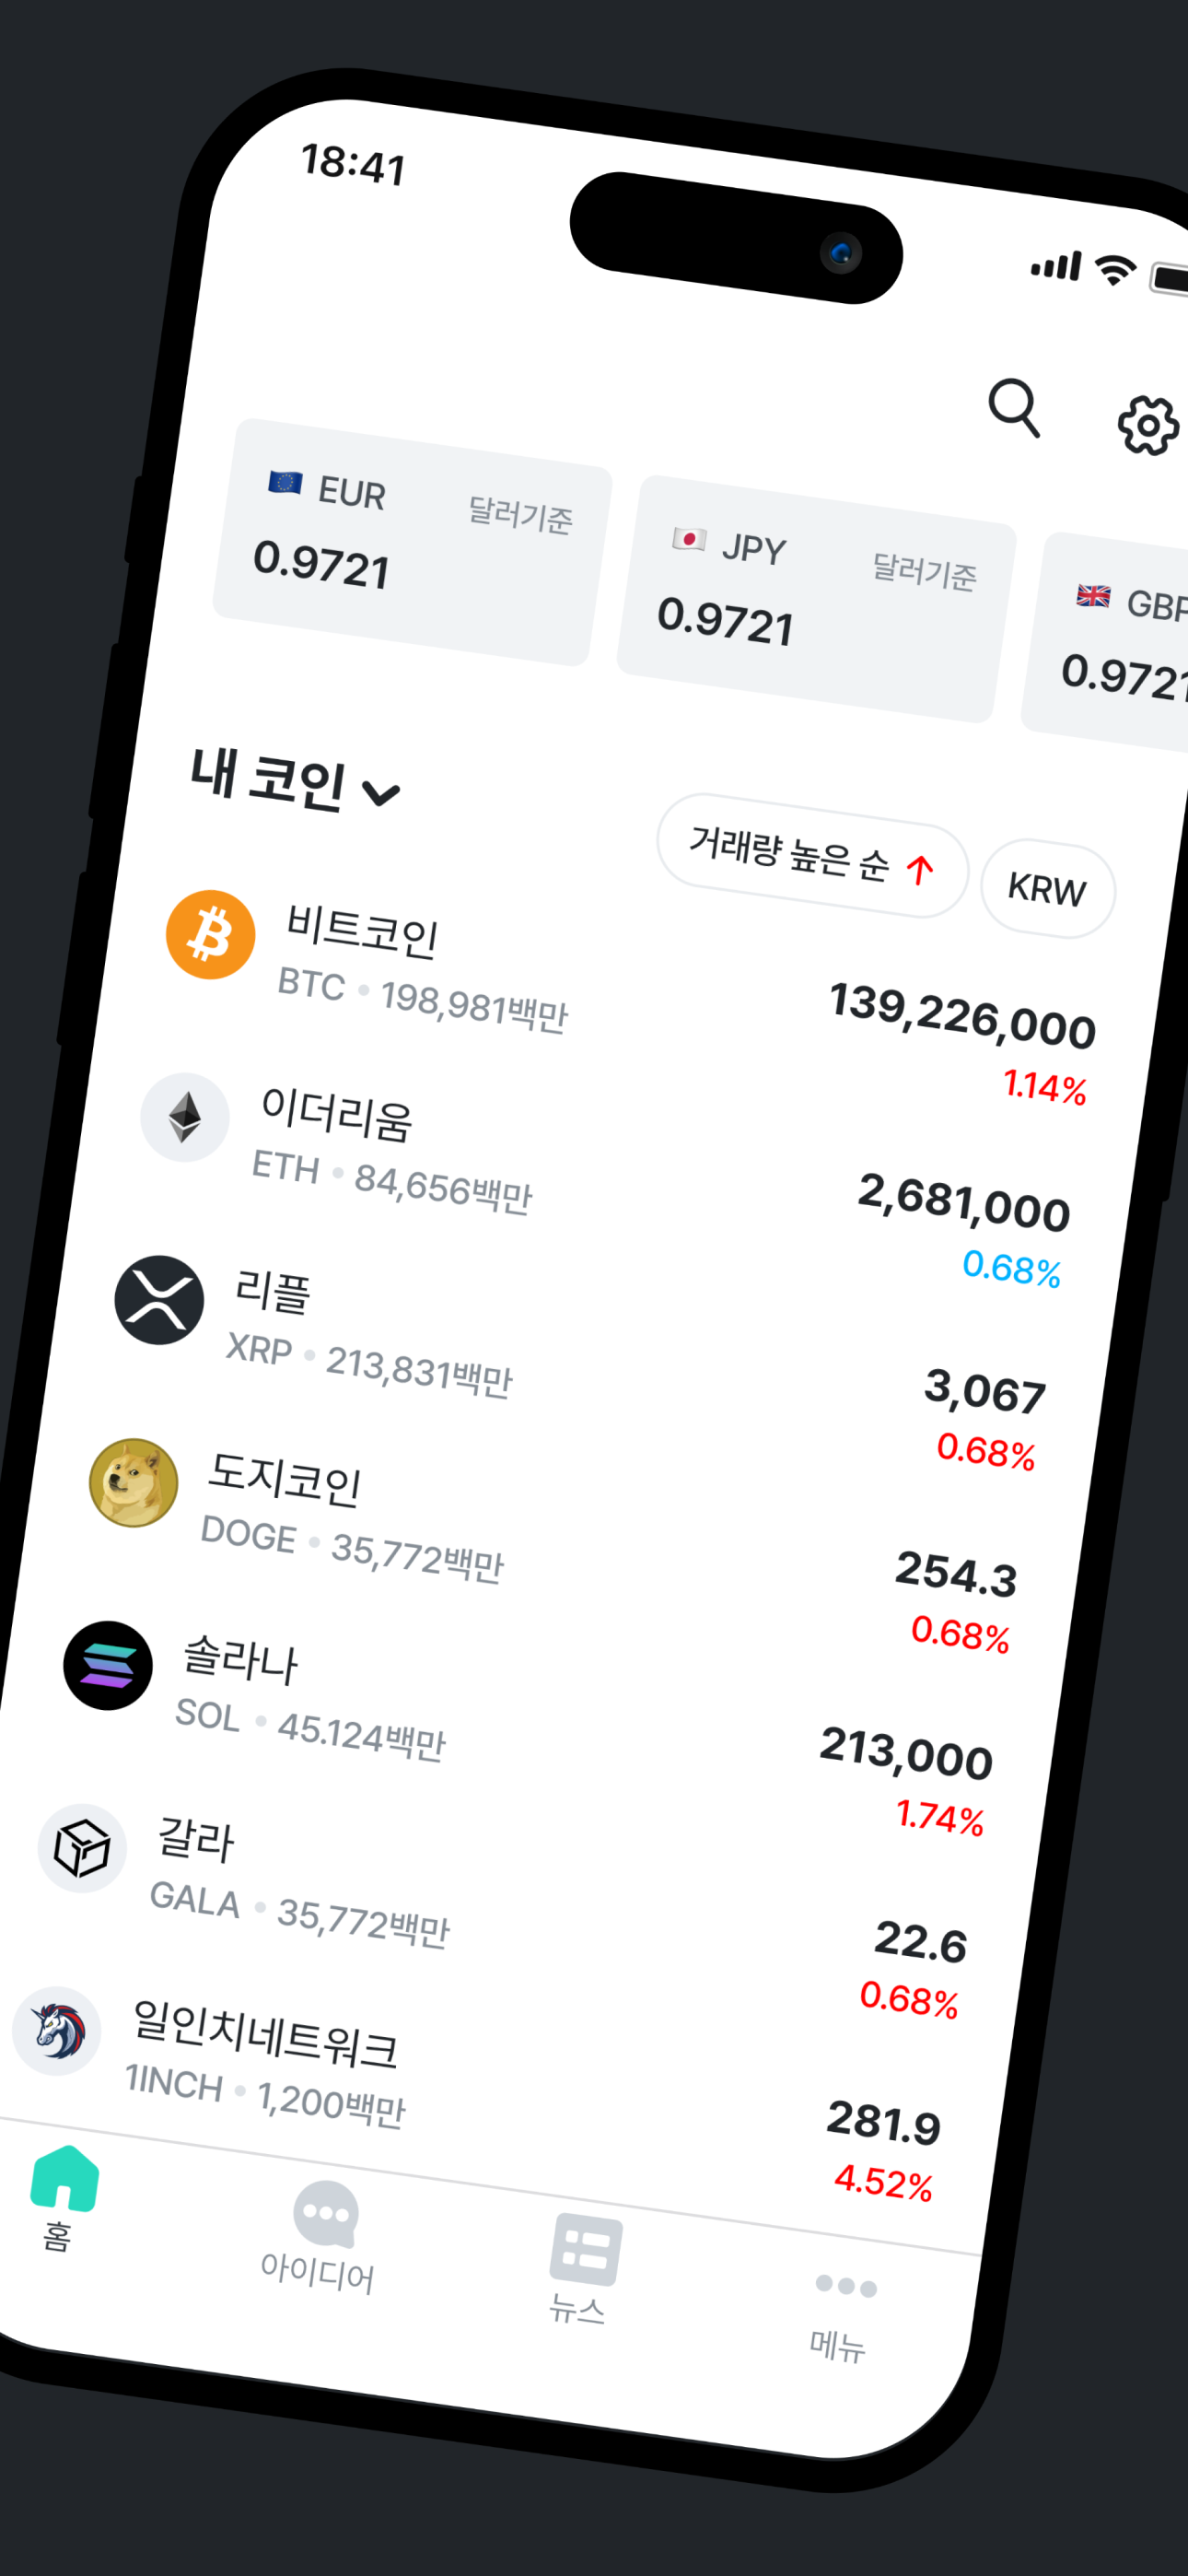 18:41
EUR 달러기준
0.9721
JPY 달러기준
0.9721
GBP
0.9721
내 코인
거래량 높은 순 ↑ KRW
비트코인
BTC • 198,981백만
139,226,000
1.14%
이더리움
ETH • 84,656백만
2,681,000
0.68%
리플
XRP • 213,831백만
3,067
0.68%
도지코인
DOGE • 35,772백만
254.3
0.68%
솔라나
SOL • 45.124백만
213,000
1.74%
갈라
GALA • 35,772백만
22.6
0.68%
일인치네트워크
1INCH • 1,200백만
281.9
4.52%
홈
아이디어
뉴스
메뉴